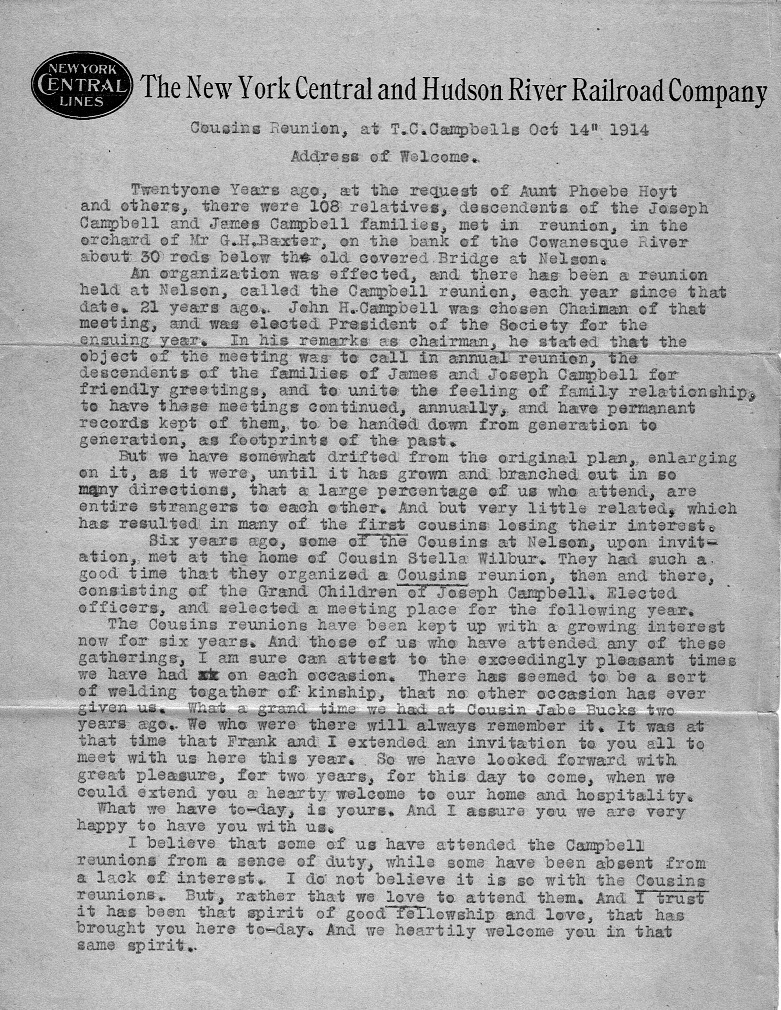 NEW YORK
CENTRAL
LINES
The New York Central and Hudson River Railroad Company
Cousins Reunion, at T.C.Campbells Oct 14" 1914
Address of Welcome.
Twentyone Years ago, at the request of Aunt Phoebe Hoyt
and others, there were 108 relatives, descendents of the Joseph
Campbell and James Campbell families, met in reunion, in the
orchard of Mr G.H.Baxter, on the bank of the Cowanesque River
about 30 rods below the old covered Bridge at Nelson.
An organization was effected, and there has been a reunion
held at Nelson, called the Campbell reunion, each year since that
date. 21 years ago. John H.Campbell was chosen Chaiman of that
meeting, and was elected President of the Society for the
ensuing year. In his remarks as chairman, he stated that the
object of the meeting was to call in annual reunion, the
descendents of the families of James and Joseph Campbell for
friendly greetings, and to unite the feeling of family relationship,
to have these meetings continued, annually, and have permanant
records kept of them, to be handed down from generation to
generation, as footprints of the past.
But we have somewhat drifted from the original plan, enlarging
on it, as it were, until it has grown and branched out in so
many directions, that a large percentage of us who attend, are
entire strangers to each other. And but very little related, which
has resulted in many of the first cousins losing their interest.
Six years ago, some of the Cousins at Nelson, upon invit-
ation, met at the home of Cousin Stella Wilbur. They had such a
good time that they organized a Cousins reunion, then and there,
consisting of the Grand Children of Joseph Campbell. Elected
officers, and selected a meeting place for the following year.
The Cousins reunions have been kept up with a growing interest
now for six years. And those of us who have attended any of these
gatherings, I am sure can attest to the exceedingly pleasant times
we have had on each occasion. There has seemed to be a sort
of welding togather of kinship, that no other occasion has ever
given us. What a grand time we had at Cousin Jabe Bucks two
years ago. We who were there will always remember it. It was at
that time that Frank and I extended an invitation to you all to
meet with us here this year. So we have looked forward with
great pleasure, for two years, for this day to come, when we
could extend you a hearty welcome to our home and hospitality.
What we have to-day, is yours. And I assure you we are very
happy to have you with us.
I believe that some of us have attended the Campbell
reunions from a sence of duty, while some have been absent from
a lack of interest. I do not believe it is so with the Cousins
reunions. But, rather that we love to attend them. And I trust
it has been that spirit of good fellowship and love, that has
brought you here to-day. And we heartily welcome you in that
same spirit.